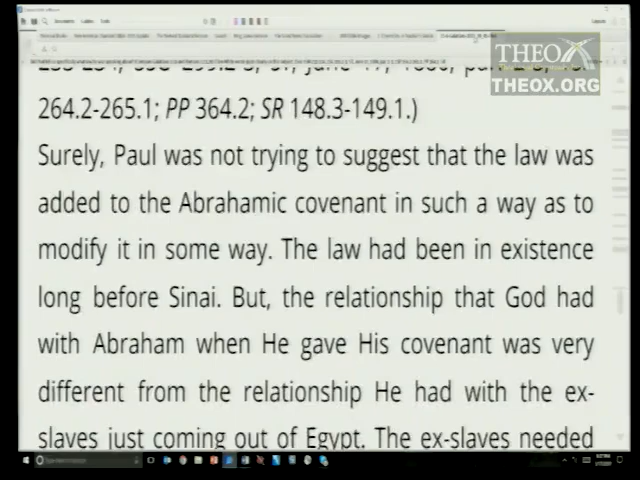 THEOX
THEOX.ORG
264.2-265.1; PP 364.2; SR 148.3-149.1.)
Surely, Paul was not trying to suggest that the law was
added to the Abrahamic covenant in such a way as to
modify it in some way. The law had been in existence
long before Sinai. But, the relationship that God had
with Abraham when He gave His covenant was very
different from the relationship He had with the ex-
slaves just coming out of Egypt. The ex-slaves needed